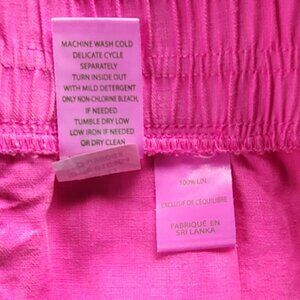 MACHINE WASH COLD
DELICATE CYCLE
SEPARATELY
TURN INSIDE OUT
WITH MILD DETERGENT
ONLY NON-CHLORINE BLEACH,
IF NEEDED
TUMBLE DRY LOW
LOW IRON IF NEEDED
OR DRY CLEAN
100% LIN
EXCLUSIF DE L'ÉQUILIBRE
FABRIQUÉ EN
SRI LANKA